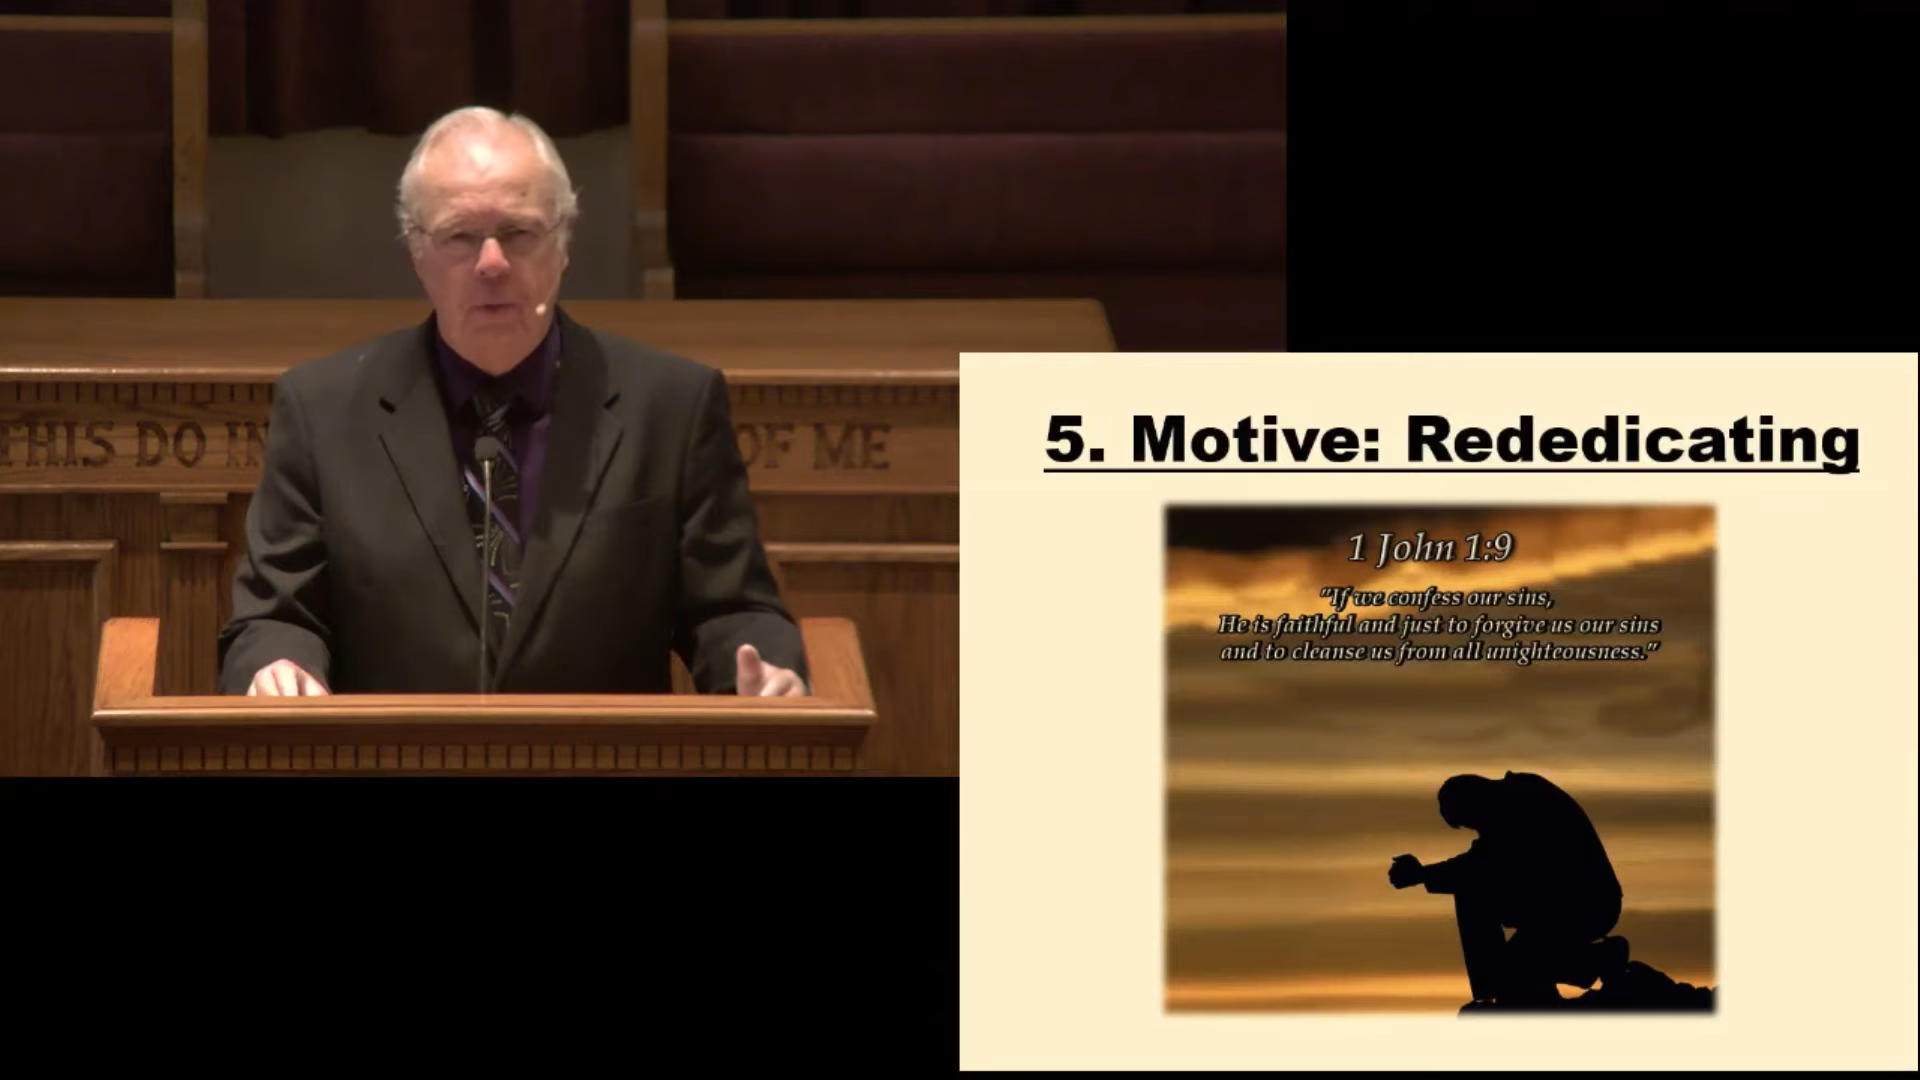 THIS DO IN OF ME
5. Motive: Rededicating
1 John 1:9
"If we confess our sins,
He is faithful and just to forgive us our sins
and to cleanse us from all unighteousness."